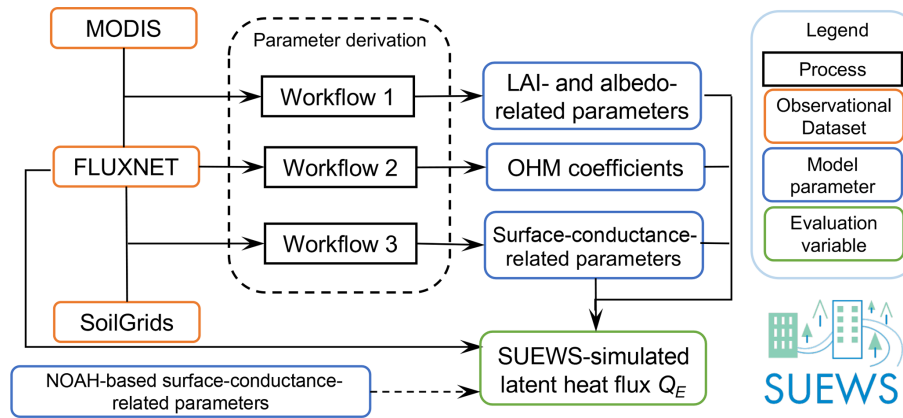 MODIS
Parameter derivation
Workflow 1
LAI- and albedo-
related parameters
FLUXNET
Workflow 2
OHM coefficients
Workflow 3
Surface-conductance-
related parameters
SoilGrids
SUEWS-simulated
latent heat flux Q_E
NOAH-based surface-conductance-
related parameters
Legend
Process
Observational
Dataset
Model
parameter
Evaluation
variable
SUEWS